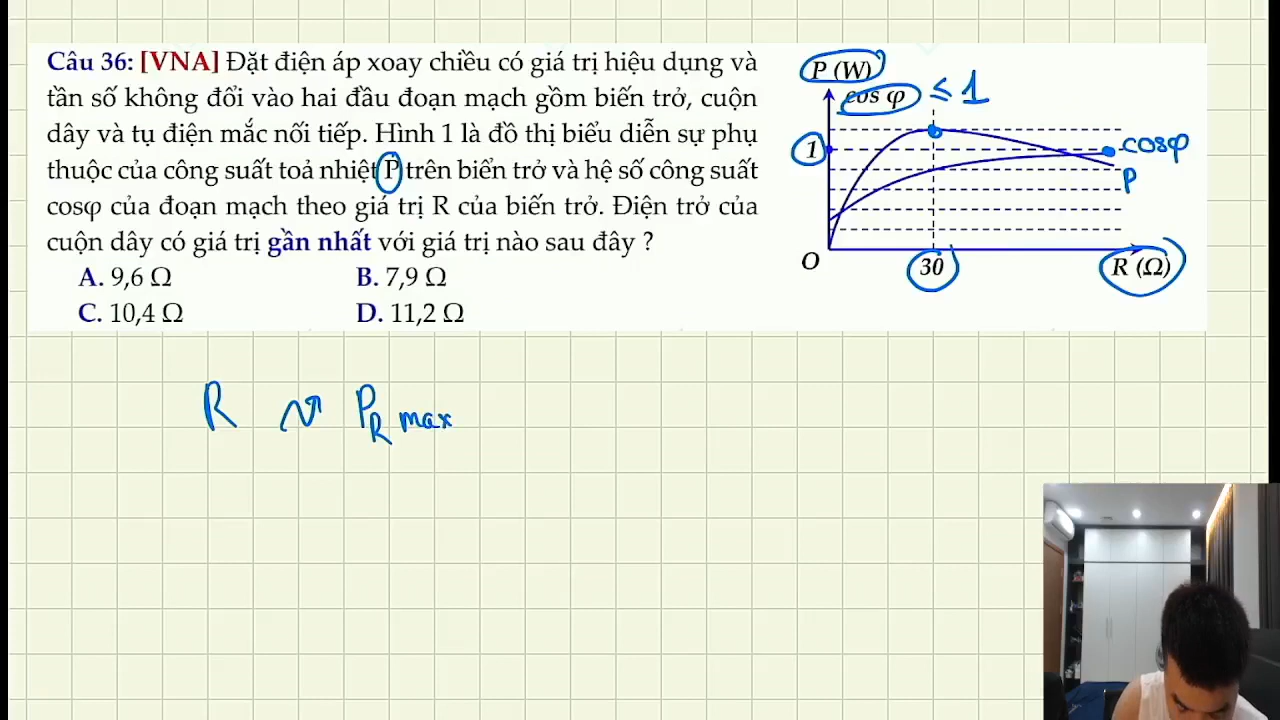 Câu 36: [VNA] Đặt điện áp xoay chiều có giá trị hiệu dụng và
tần số không đổi vào hai đầu đoạn mạch gồm biến trở, cuộn
dây và tụ điện mắc nối tiếp. Hình 1 là đồ thị biểu diễn sự phụ
thuộc của công suất toả nhiệt P trên biển trở và hệ số công suất
cosφ của đoạn mạch theo giá trị R của biến trở. Điện trở của
cuộn dây có giá trị gần nhất với giá trị nào sau đây ?
A. 9,6 Ω B. 7,9 Ω
C. 10,4 Ω D. 11,2 Ω
P (W)
cos φ ≤ 1
1
cosφ
P
O 30 R (Ω)
R P_R max